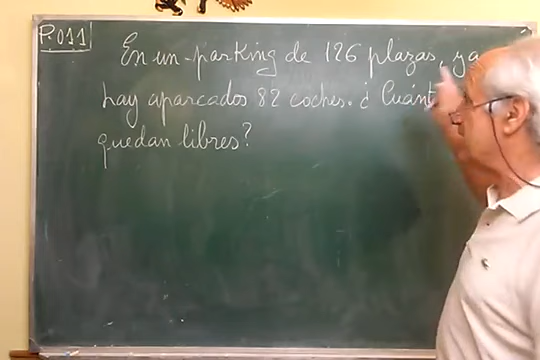 P.011
En un parking de 126 plazas, ya
hay aparcados 82 coches. ¿Cuánt
quedan libres?